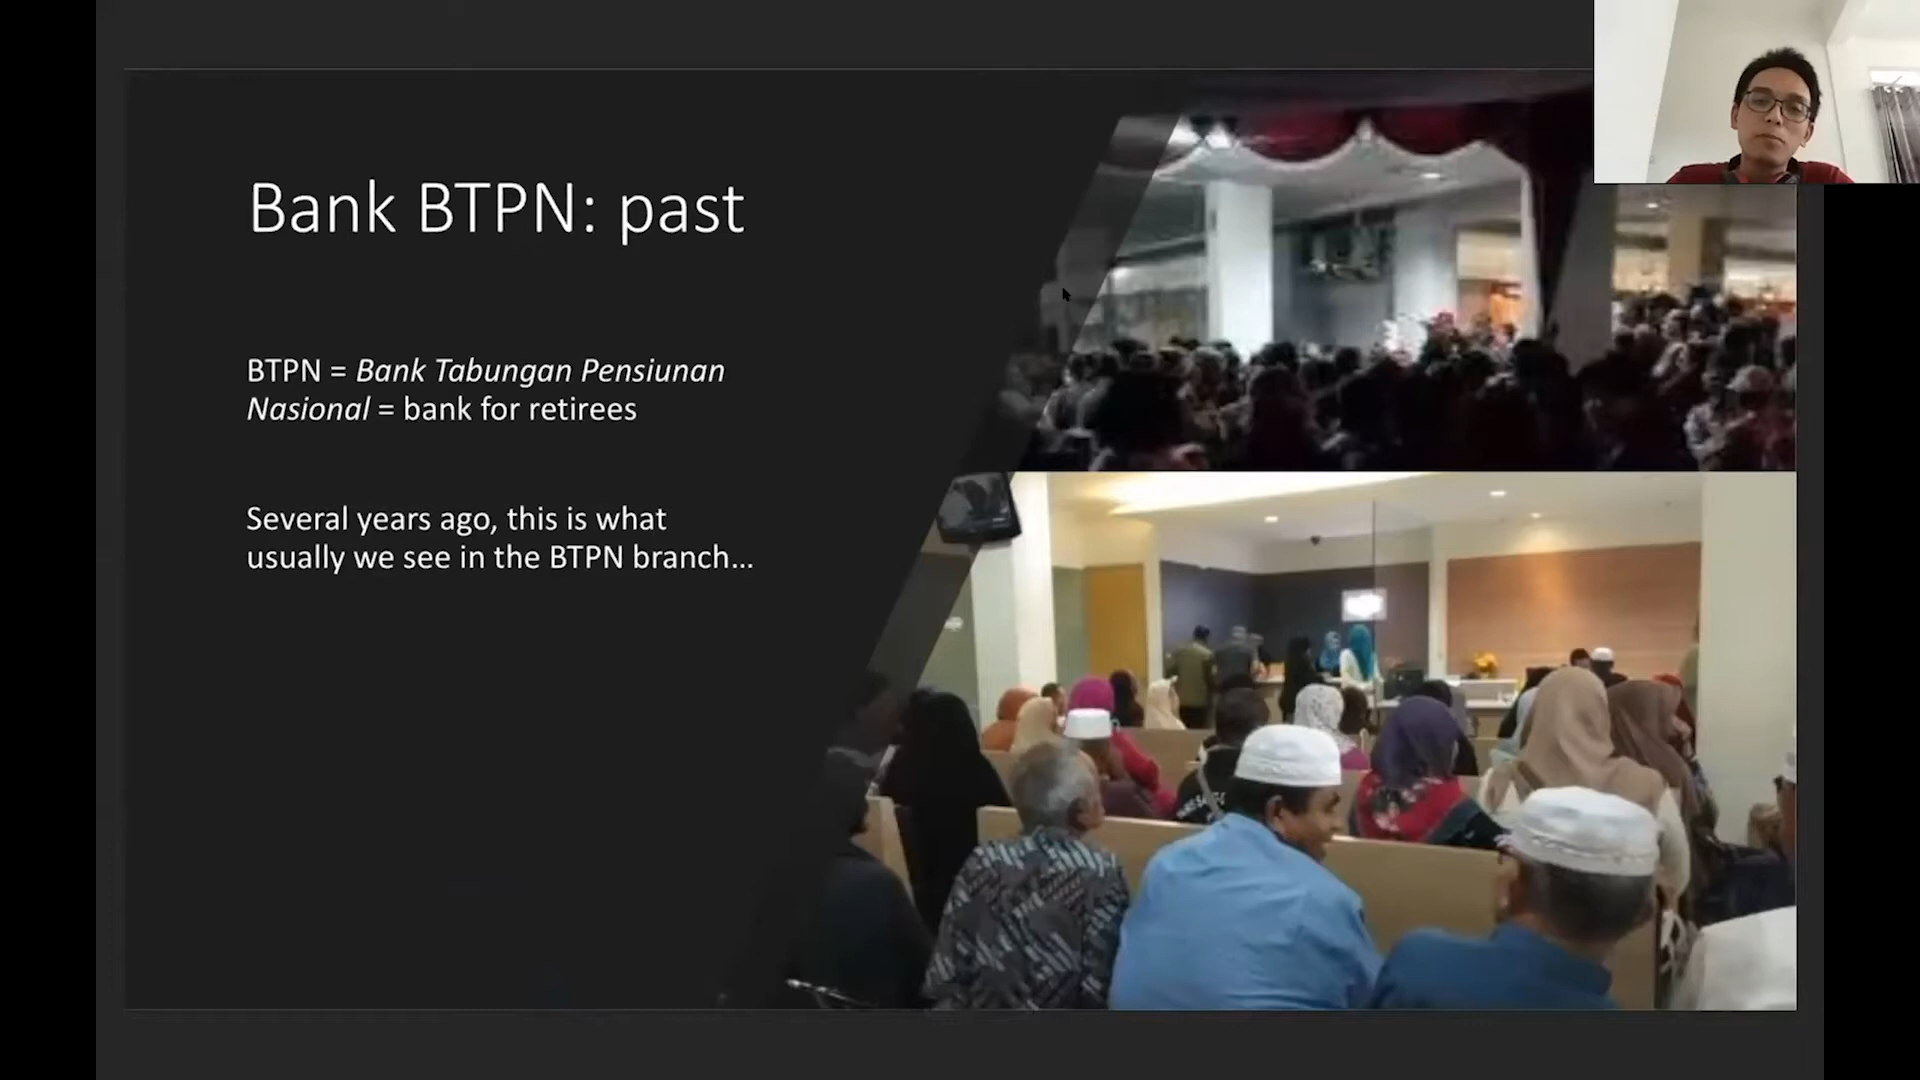 Bank BTPN: past
BTPN = Bank Tabungan Pensiunan
Nasional = bank for retirees
Several years ago, this is what
usually we see in the BTPN branch...